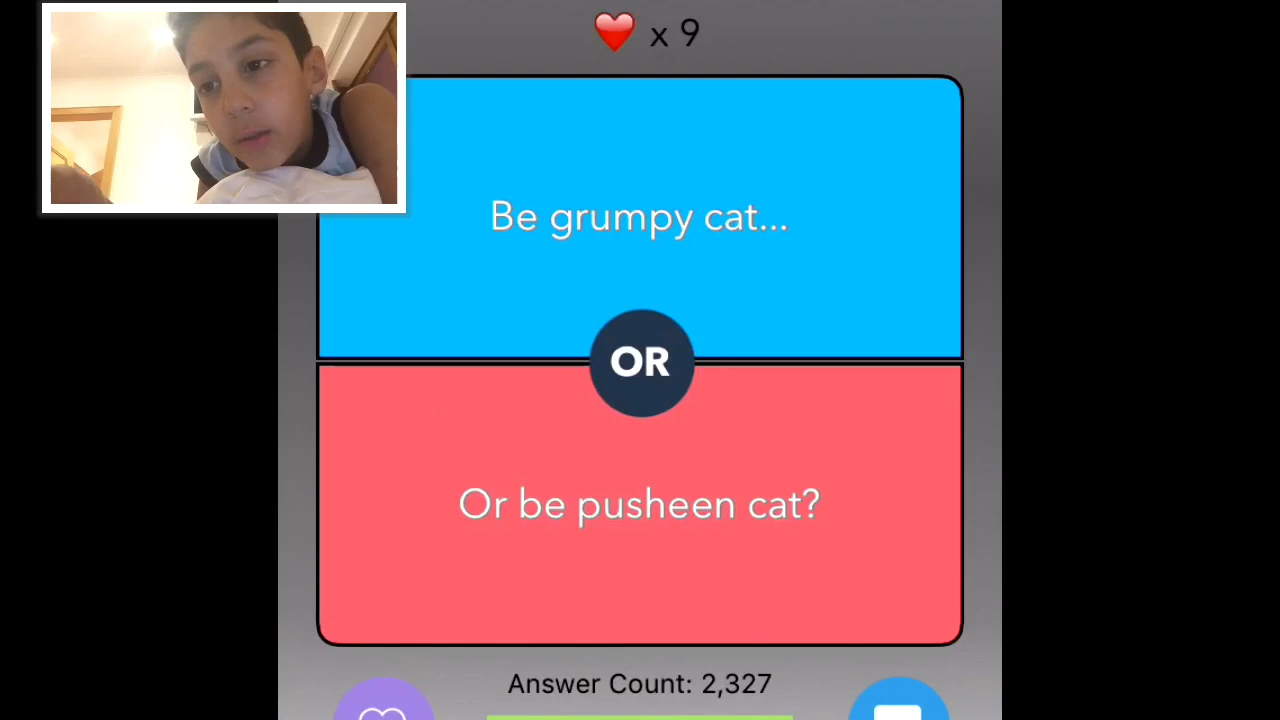 ❤️ x 9
Be grumpy cat...
OR
Or be pusheen cat?
Answer Count: 2,327